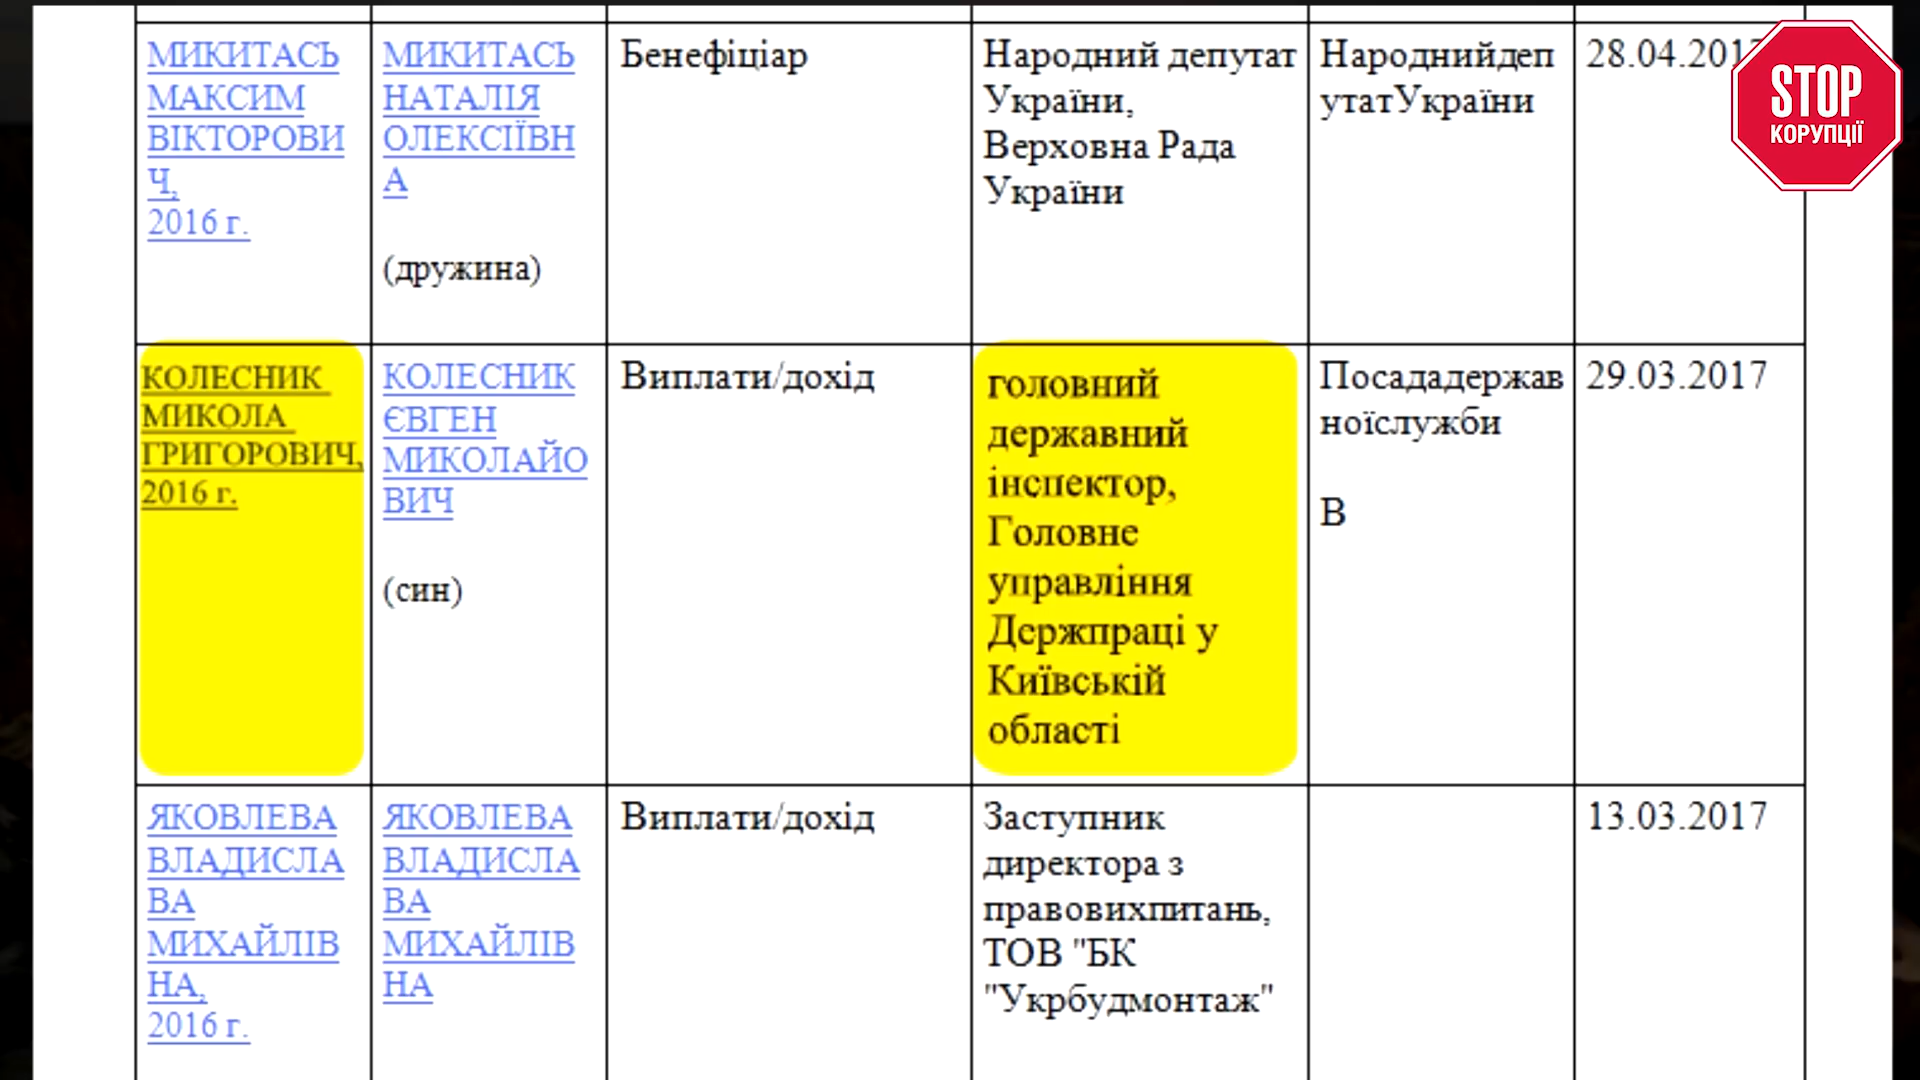 МИКИТАСЬ
МАКСИМ
ВІКТОРОВИ
Ч,
2016 г.
МИКИТАСЬ
НАТАЛІЯ
ОЛЕКСІЇВН
А
(дружина)
Бенефіціар
Народний депутат
України,
Верховна Рада
України
Народнийдеп
утатУкраїни
28.04.2017
STOP
КОРУПЦІЇ
КОЛЕСНИК
МИКОЛА
ГРИГОРОВИЧ,
2016 г.
КОЛЕСНИК
ЄВГЕН
МИКОЛАЙО
ВИЧ
(син)
Виплати/дохід
головний
державний
інспектор,
Головне
управління
Держпраці у
Київській
області
Посададержав
ноїслужби
В
29.03.2017
ЯКОВЛЕВА
ВЛАДИСЛА
ВА
МИХАЙЛІВ
НА,
2016 г.
ЯКОВЛЕВА
ВЛАДИСЛА
ВА
МИХАЙЛІВ
НА
Виплати/дохід
Заступник
директора з
правовихпитань,
ТОВ "БК
"Укрбудмонтаж"
13.03.2017